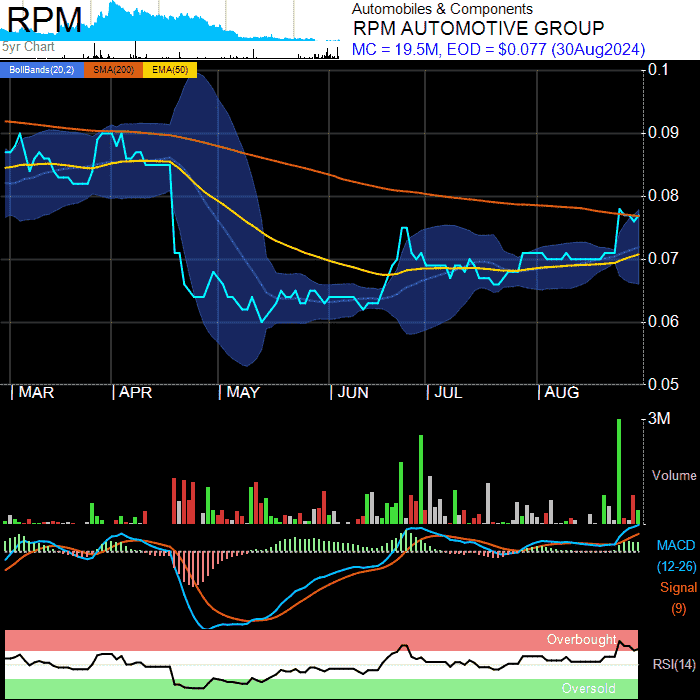 RPM
5yr Chart
Automobiles & Components
RPM AUTOMOTIVE GROUP
MC = 19.5M, EOD = $0.077 (30Aug2024)
BollBands(20,2) SMA(200) EMA(50)
0.1
0.09
0.08
0.07
0.06
0.05
MAR APR MAY JUN JUL AUG
3M
Volume
MACD
(12-26)
Signal
(9)
Overbought
RSI(14)
Oversold